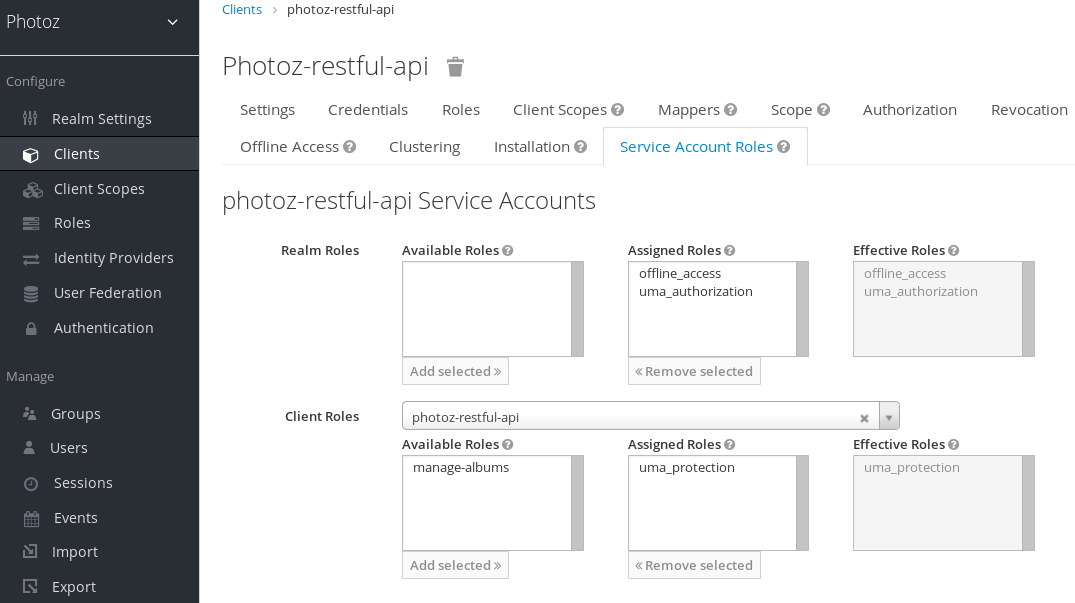 Photoz
Clients > photoz-restful-api
Photoz-restful-api
Configure
Realm Settings
Clients
Client Scopes
Roles
Identity Providers
User Federation
Authentication
Manage
Groups
Users
Sessions
Events
Import
Export
Settings Credentials Roles Client Scopes ? Mappers ? Scope ? Authorization Revocation
Offline Access ? Clustering Installation ? Service Account Roles ?
photoz-restful-api Service Accounts
Realm Roles Available Roles ? Assigned Roles ? Effective Roles ?
offline_access offline_access
uma_authorization uma_authorization
Add selected » « Remove selected
Client Roles photoz-restful-api
Available Roles ? Assigned Roles ? Effective Roles ?
manage-albums uma_protection uma_protection
Add selected » « Remove selected